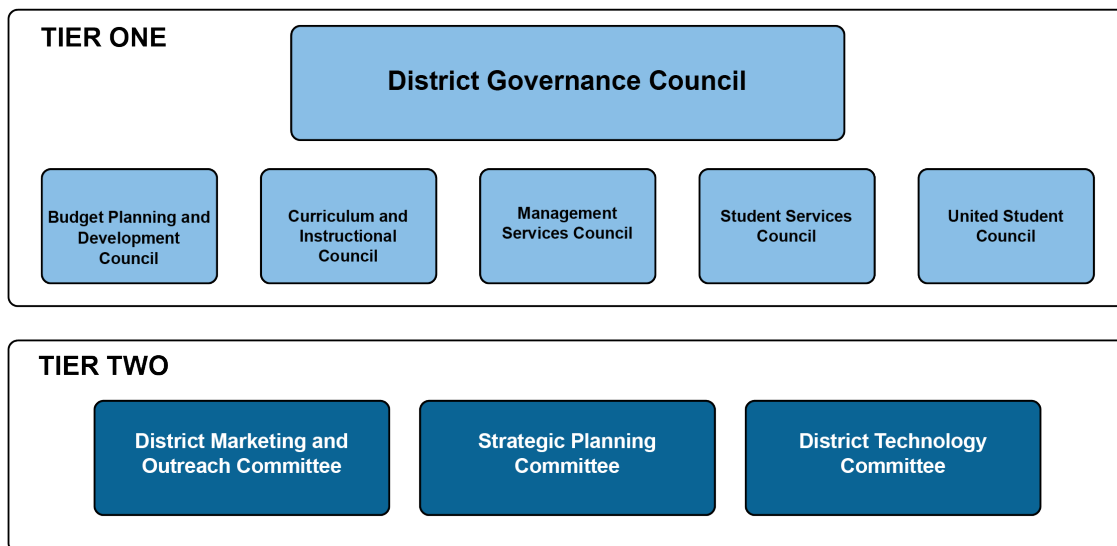 TIER ONE
District Governance Council
Budget Planning and
Development
Council
Curriculum and
Instructional
Council
Management
Services Council
Student Services
Council
United Student
Council
TIER TWO
District Marketing and
Outreach Committee
Strategic Planning
Committee
District Technology
Committee